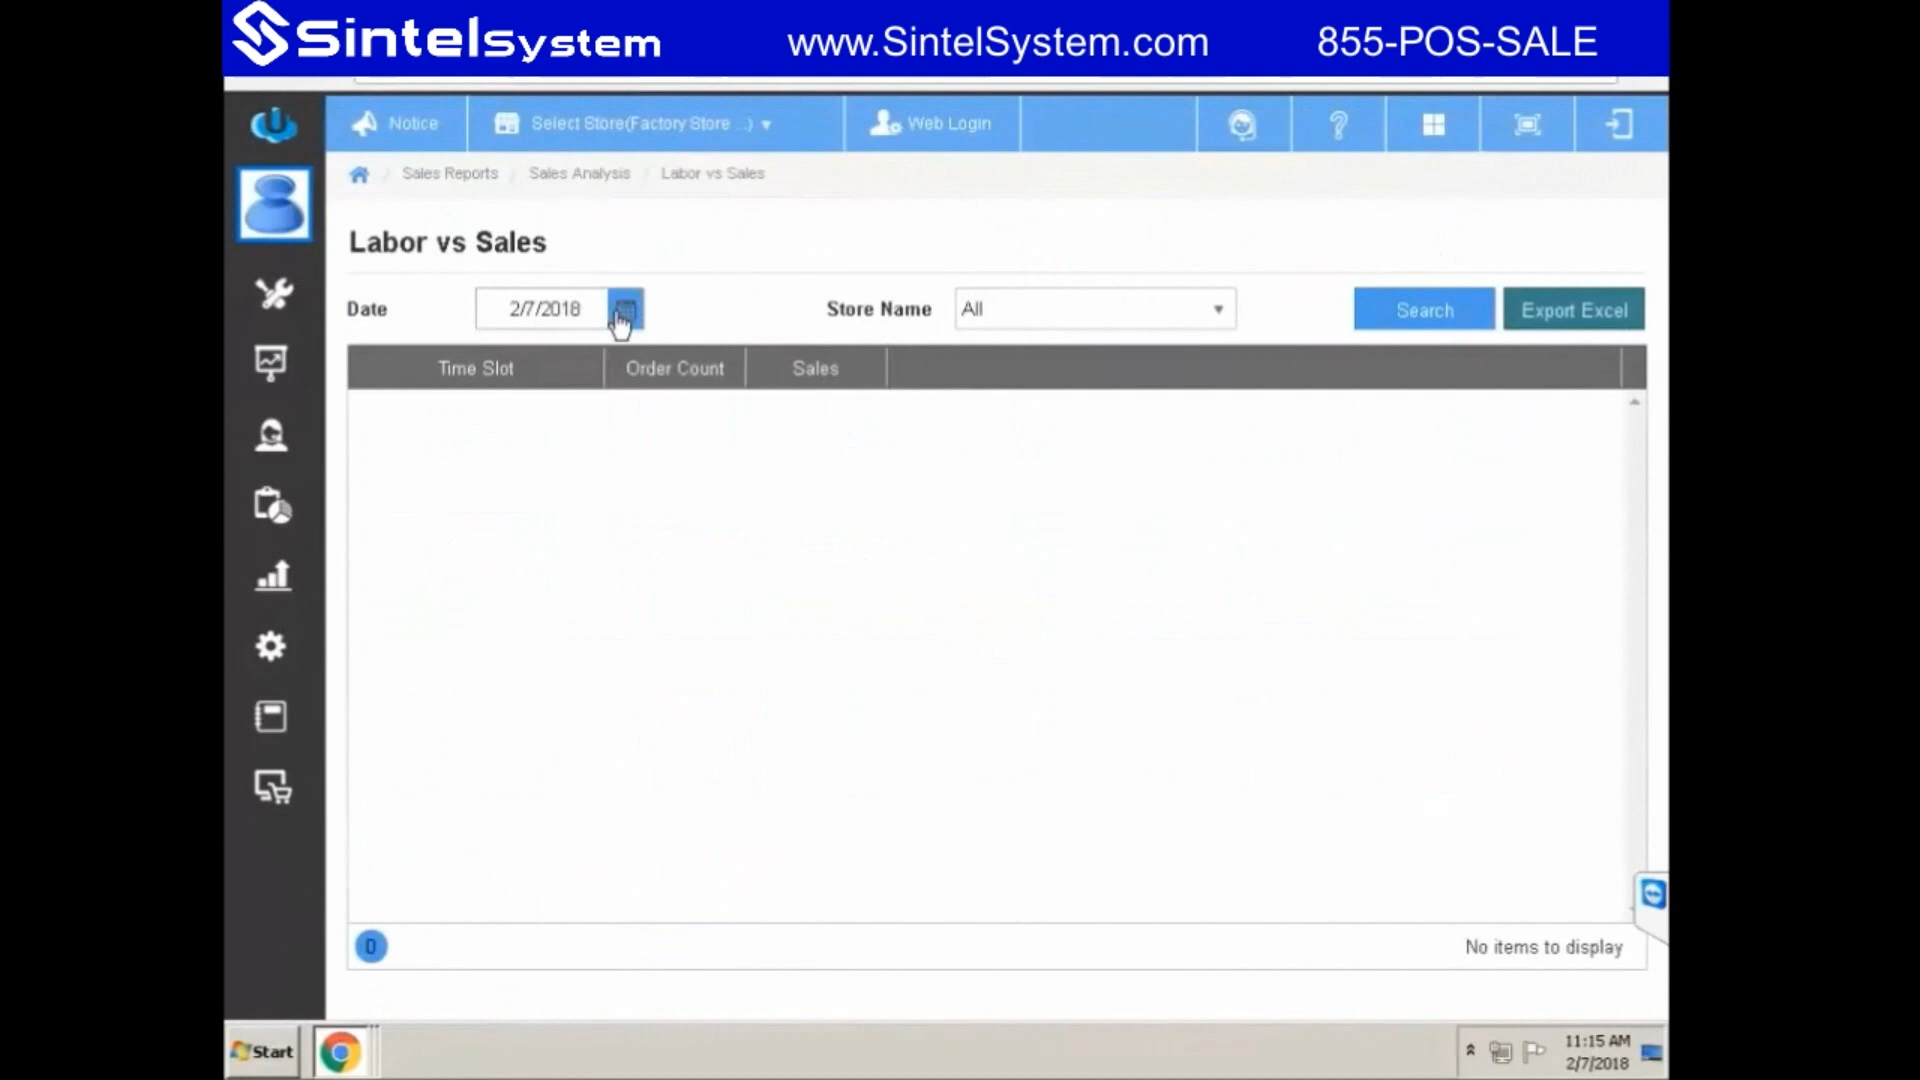 Sintelsystem
www.SintelSystem.com
855-POS-SALE
Notice
Select Store(Factory Store ...)
Web Login
?
/ Sales Reports / Sales Analysis / Labor vs Sales
Labor vs Sales
Date
2/7/2018
Store Name
All
Search
Export Excel
Time Slot
Order Count
Sales
0
No items to display
Start
11:15 AM
2/7/2018